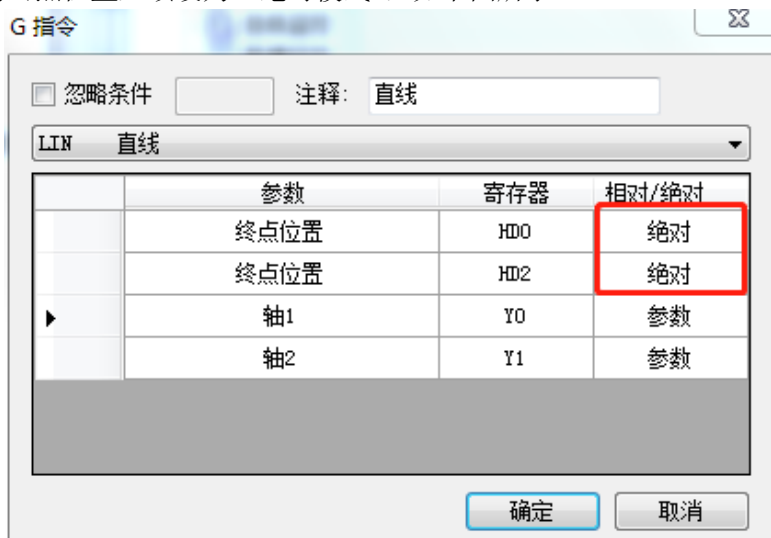 G 指令
忽略条件 注释: 直线
LIN 直线
参数 寄存器 相对/绝对
终点位置 HD0 绝对
终点位置 HD2 绝对
轴1 Y0 参数
轴2 Y1 参数
确定 取消